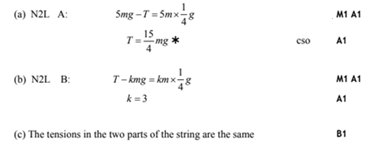 (a) N2L A: 5mg – T = 5m × 1/4 g M1 A1
T = 15/4 mg * cso A1
(b) N2L B: T – kmg = km × 1/4 g M1 A1
k = 3 A1
(c) The tensions in the two parts of the string are the same B1